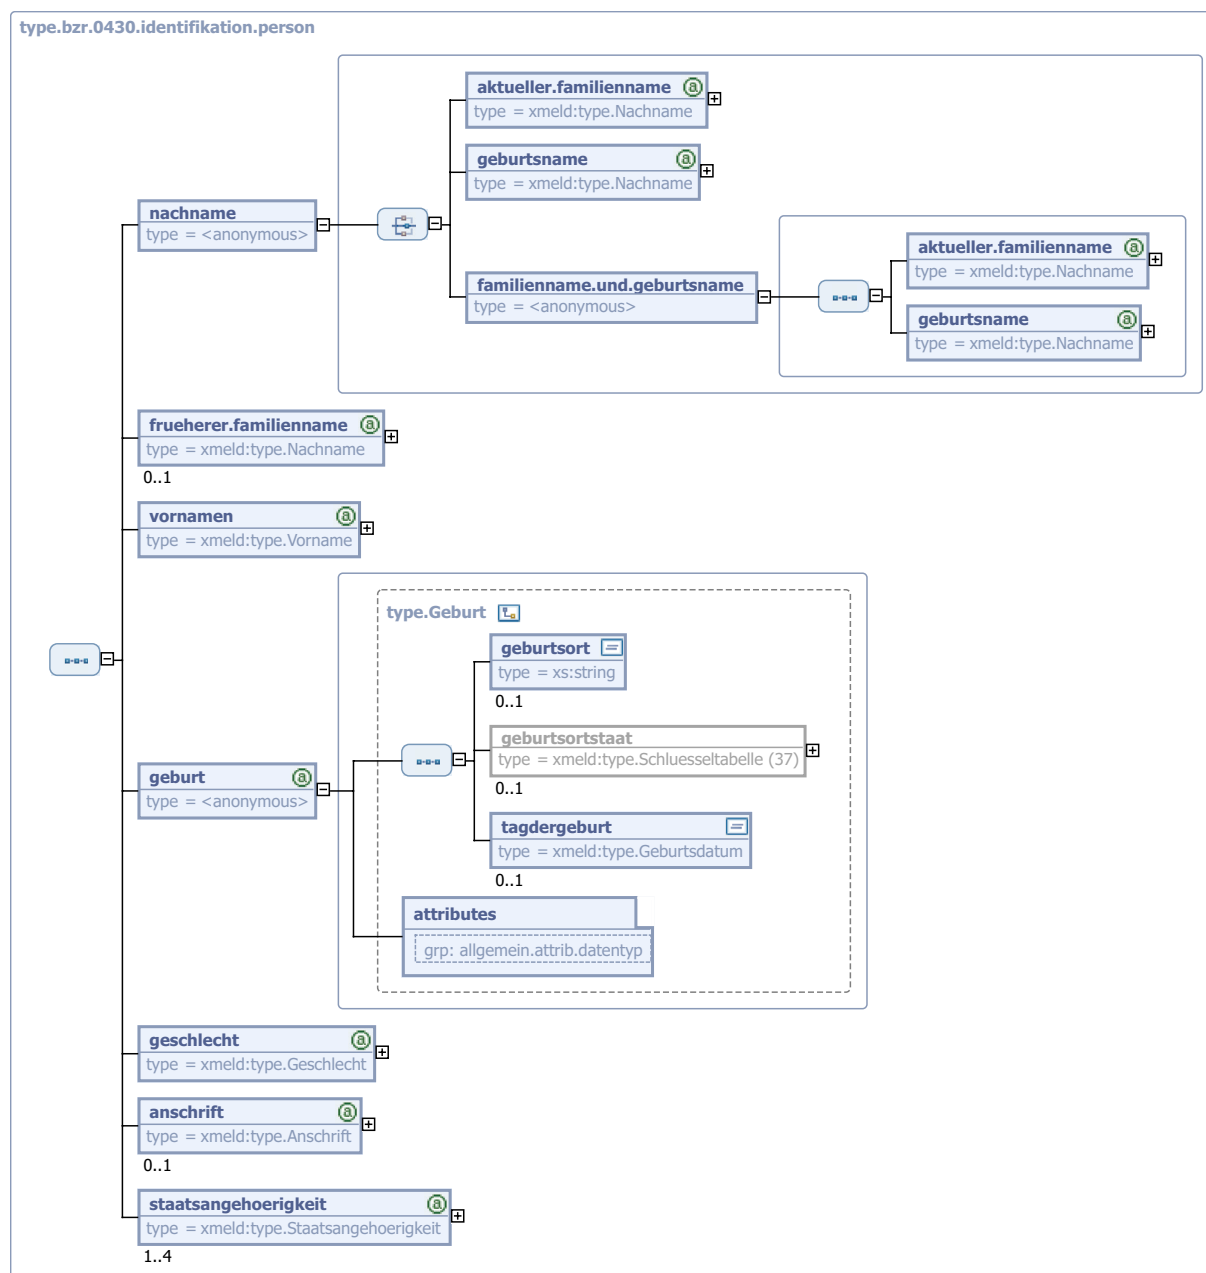 type.bzr.0430.identifikation.person
aktueller.familienname
type = xmeld:type.Nachname
geburtsname
type = xmeld:type.Nachname
nachname
type = <anonymous>
aktueller.familienname
type = xmeld:type.Nachname
familienname.und.geburtsname
type = <anonymous>
geburtsname
type = xmeld:type.Nachname
frueherer.familienname
type = xmeld:type.Nachname
0..1
vornamen
type = xmeld:type.Vorname
type.Geburt
geburtsort
type = xs:string
0..1
geburtsortstaat
type = xmeld:type.Schluesseltabelle (37)
0..1
geburt
type = <anonymous>
tagdergeburt
type = xmeld:type.Geburtsdatum
0..1
attributes
grp: allgemein.attrib.datentyp
geschlecht
type = xmeld:type.Geschlecht
anschrift
type = xmeld:type.Anschrift
0..1
staatsangehoerigkeit
type = xmeld:type.Staatsangehoerigkeit
1..4